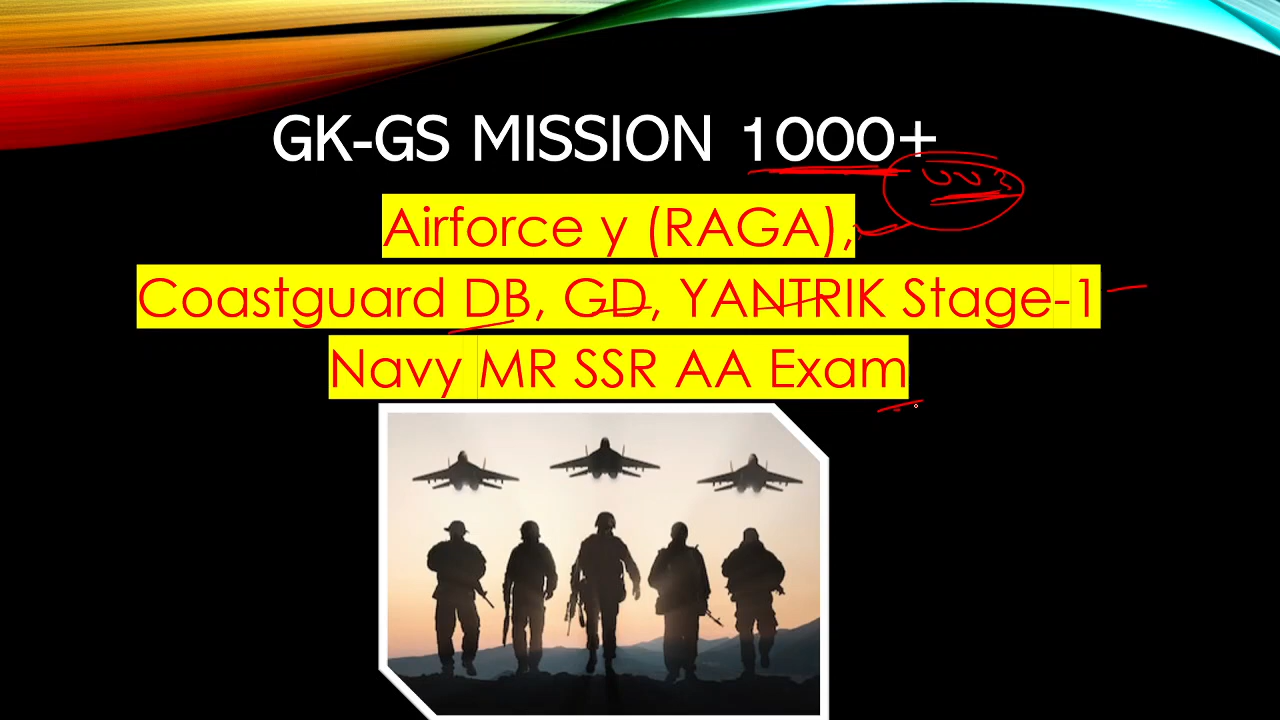 GK-GS MISSION 1000+
Airforce y (RAGA),
Coastguard DB, GD, YANTRIK Stage-1
Navy MR SSR AA Exam